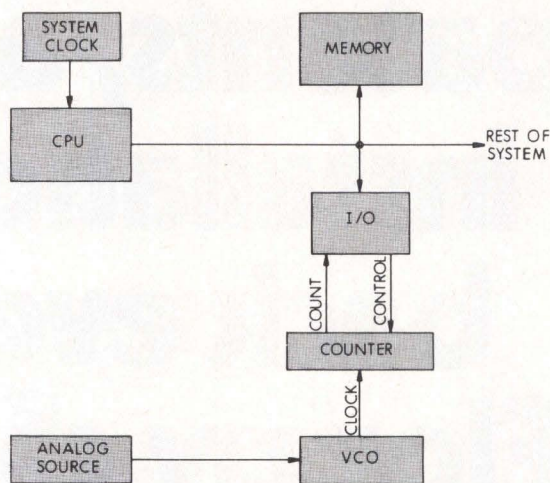 SYSTEM
CLOCK
MEMORY
CPU
REST OF
SYSTEM
I/O
COUNT
CONTROL
COUNTER
CLOCK
ANALOG
SOURCE
VCO